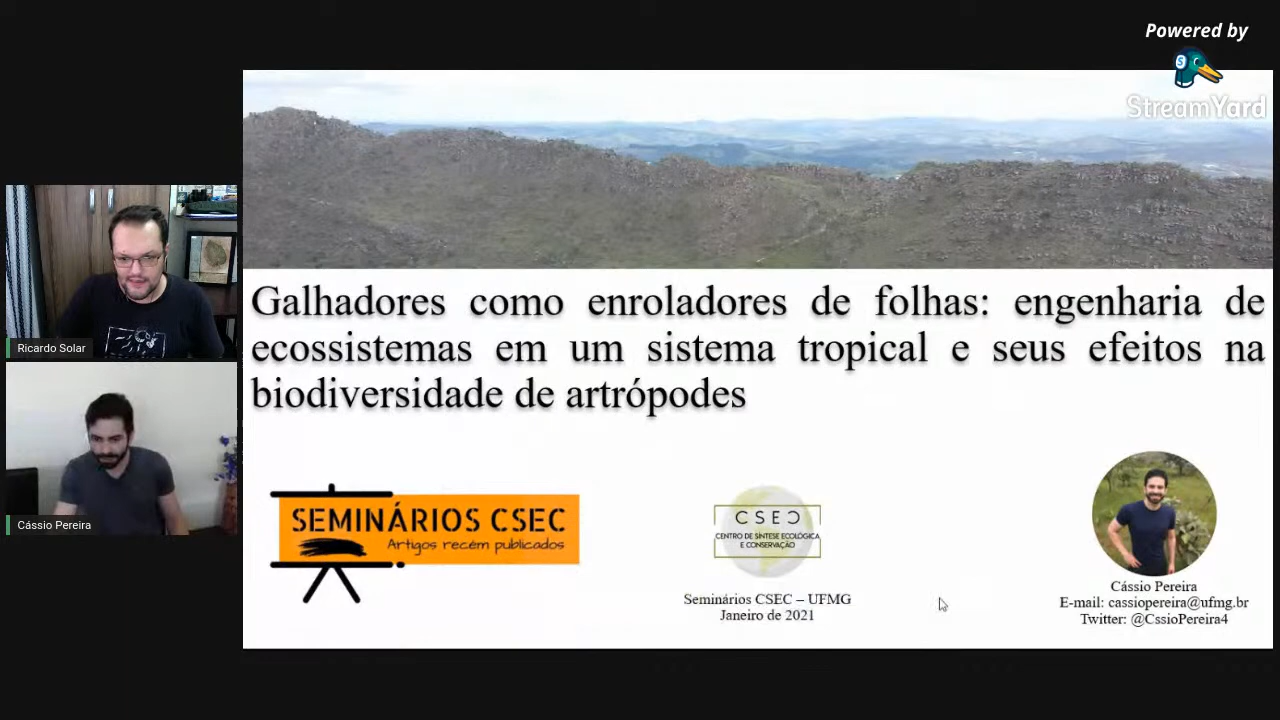 Powered by
StreamYard
Ricardo Solar
Cássio Pereira
Galhadores como enroladores de folhas: engenharia de
ecossistemas em um sistema tropical e seus efeitos na
biodiversidade de artrópodes
SEMINÁRIOS CSEC
Artigos recém publicados
CSEC
CENTRO DE SÍNTESE ECOLÓGICA
E CONSERVAÇÃO
Seminários CSEC – UFMG
Janeiro de 2021
Cássio Pereira
E-mail: cassiopereira@ufmg.br
Twitter: @CssioPereira4